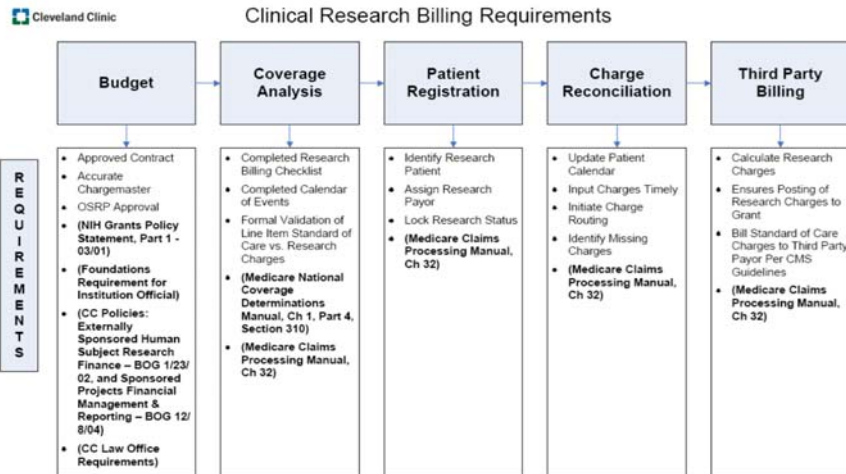 Cleveland Clinic
Clinical Research Billing Requirements
Budget
Coverage
Analysis
Patient
Registration
Charge
Reconciliation
Third Party
Billing
REQUIREMENTS
• Approved Contract
• Accurate
Chargemaster
• OSRP Approval
• (NIH Grants Policy
Statement, Part 1 -
03/01)
• (Foundations
Requirement for
Institution Official)
• (CC Policies:
Externally
Sponsored Human
Subject Research
Finance – BOG 1/23/
02, and Sponsored
Projects Financial
Management &
Reporting – BOG 12/
8/04)
• (CC Law Office
Requirements)
• Completed Research
Billing Checklist
• Completed Calendar
of Events
• Formal Validation of
Line Item Standard of
Care vs. Research
Charges
• (Medicare National
Coverage
Determinations
Manual, Ch 1, Part 4,
Section 310)
• (Medicare Claims
Processing Manual,
Ch 32)
• Identify Research
Patient
• Assign Research
Payor
• Lock Research Status
• (Medicare Claims
Processing Manual,
Ch 32)
• Update Patient
Calendar
• Input Charges Timely
• Initiate Charge
Routing
• Identify Missing
Charges
• (Medicare Claims
Processing Manual,
Ch 32)
• Calculate Research
Charges
• Ensures Posting of
Research Charges to
Grant
• Bill Standard of Care
Charges to Third Party
Payor Per CMS
Guidelines
• (Medicare Claims
Processing Manual,
Ch 32)